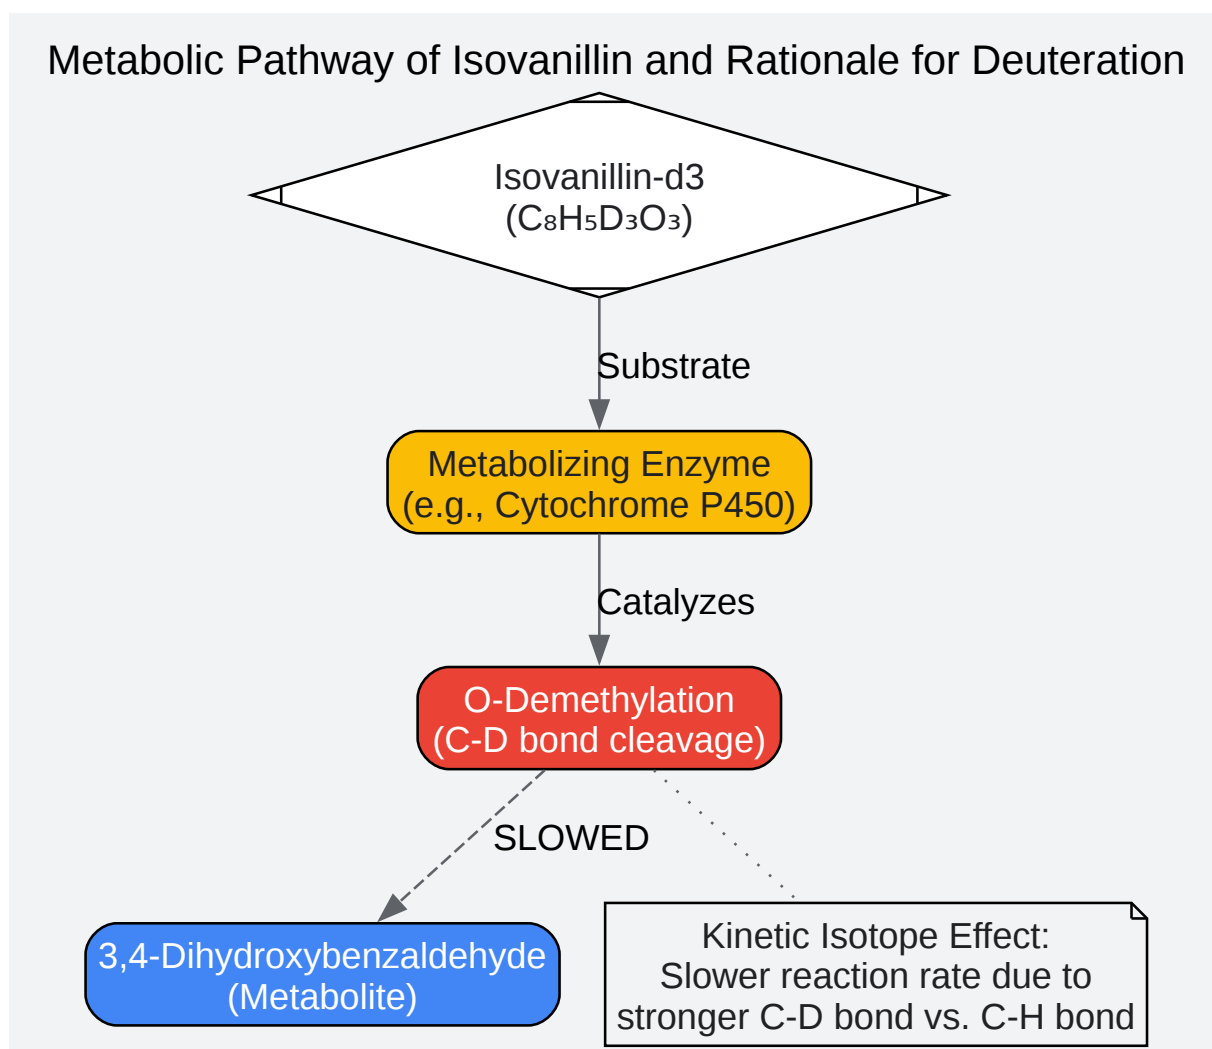 Metabolic Pathway of Isovanillin and Rationale for Deuteration
Isovanillin-d3
(C₈H₅D₃O₃)
Substrate
Metabolizing Enzyme
(e.g., Cytochrome P450)
Catalyzes
O-Demethylation
(C-D bond cleavage)
SLOWED
3,4-Dihydroxybenzaldehyde
(Metabolite)
Kinetic Isotope Effect:
Slower reaction rate due to
stronger C-D bond vs. C-H bond